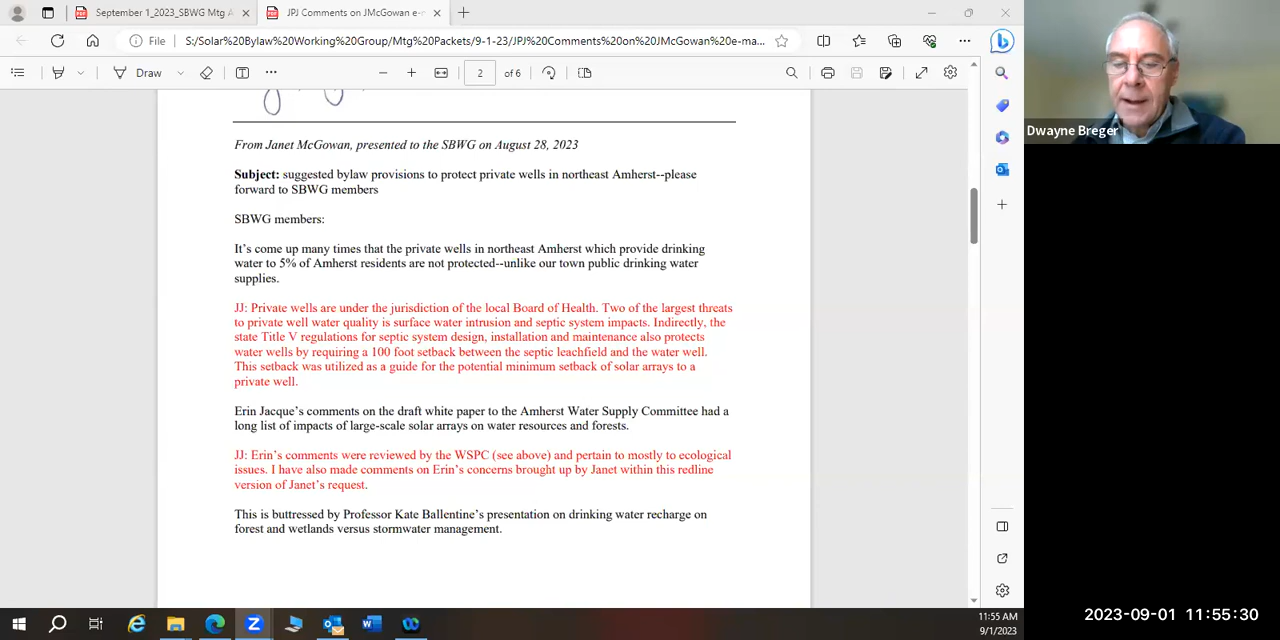 September 1_2023_SBWG Mtg A
JPJ Comments on JMcGowan e-m
File
S:/Solar%20Bylaw%20Working%20Group/Mtg%20Packets/9-1-23/JPJ%20Comments%20on%20JMcGowan%20e-ma...
Draw
2
of 6
From Janet McGowan, presented to the SBWG on August 28, 2023
Subject: suggested bylaw provisions to protect private wells in northeast Amherst--please
forward to SBWG members
SBWG members:
It's come up many times that the private wells in northeast Amherst which provide drinking
water to 5% of Amherst residents are not protected--unlike our town public drinking water
supplies.
JJ: Private wells are under the jurisdiction of the local Board of Health. Two of the largest threats
to private well water quality is surface water intrusion and septic system impacts. Indirectly, the
state Title V regulations for septic system design, installation and maintenance also protects
water wells by requiring a 100 foot setback between the septic leachfield and the water well.
This setback was utilized as a guide for the potential minimum setback of solar arrays to a
private well.
Erin Jacque's comments on the draft white paper to the Amherst Water Supply Committee had a
long list of impacts of large-scale solar arrays on water resources and forests.
JJ: Erin's comments were reviewed by the WSPC (see above) and pertain to mostly to ecological
issues. I have also made comments on Erin's concerns brought up by Janet within this redline
version of Janet's request.
This is buttressed by Professor Kate Ballentine's presentation on drinking water recharge on
forest and wetlands versus stormwater management.
Dwayne Breger
11:55 AM
9/1/2023
2023-09-01 11:55:30